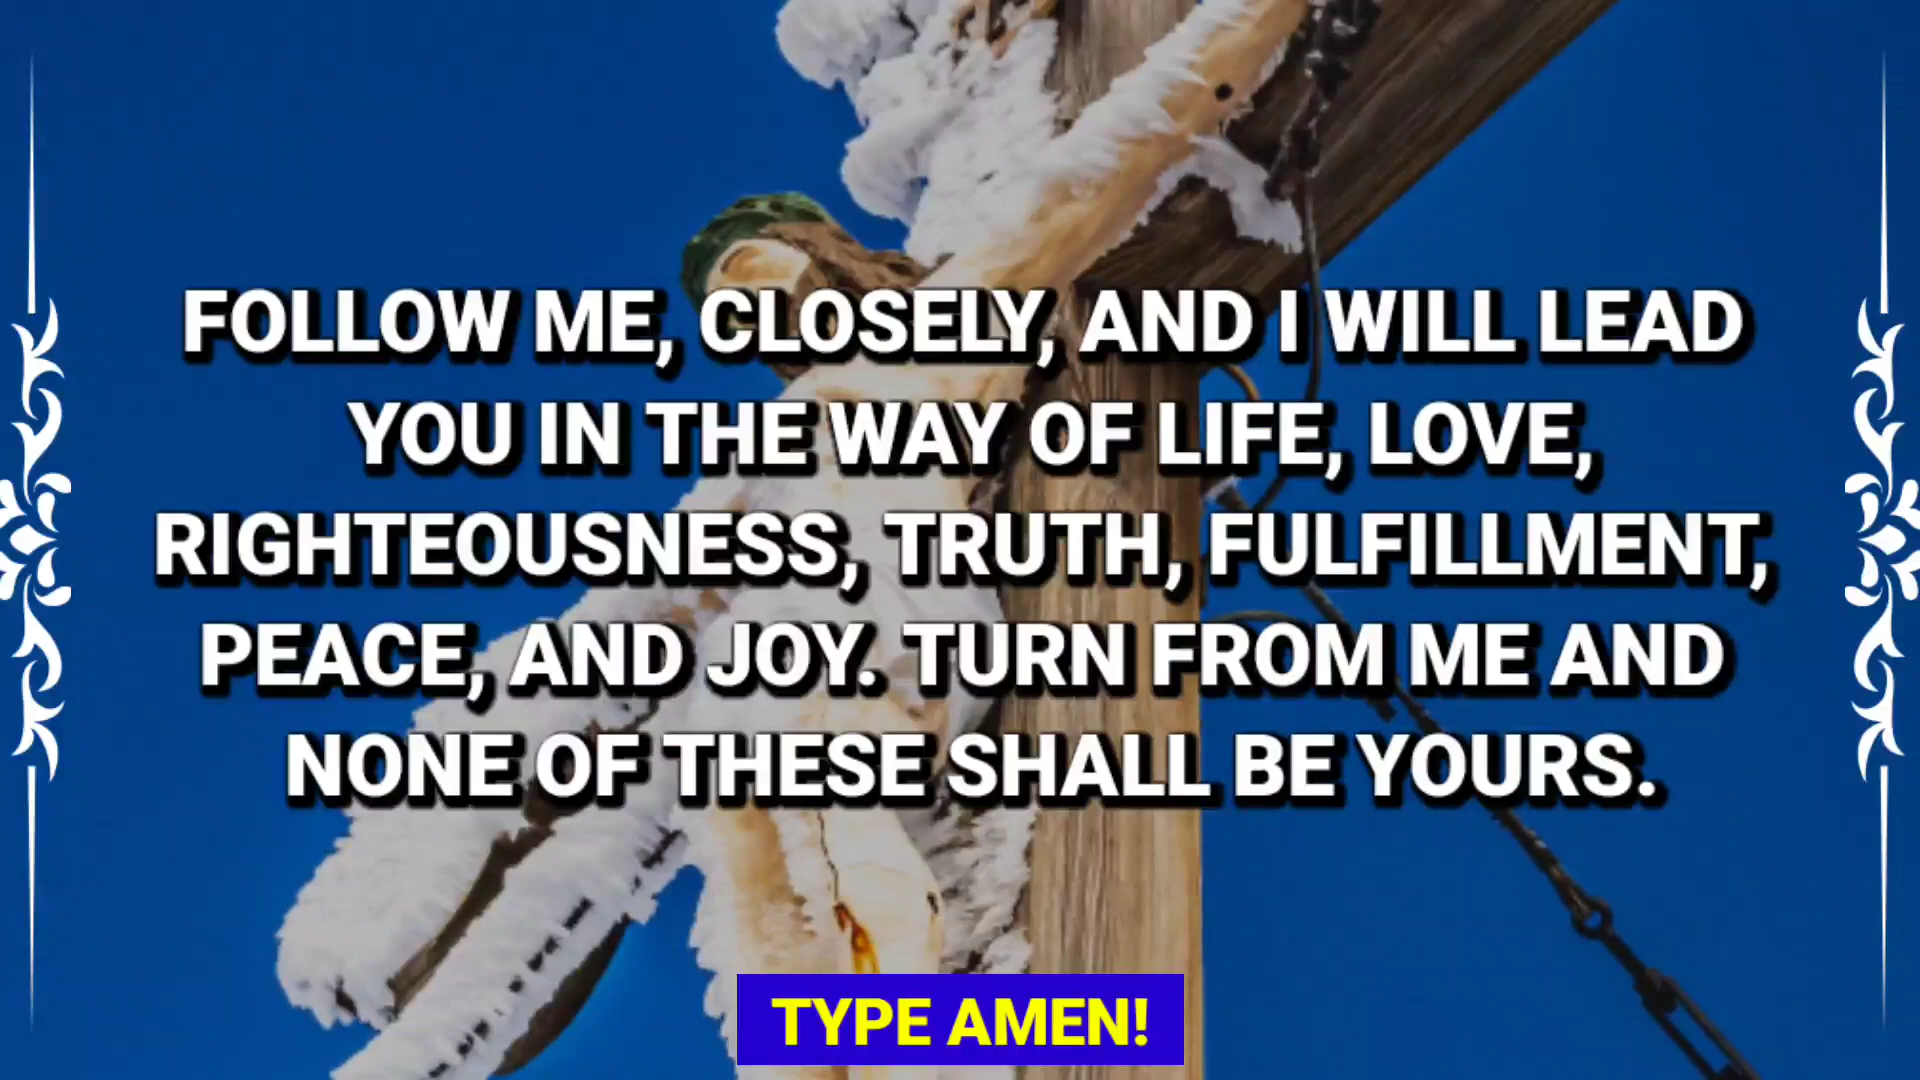 FOLLOW ME, CLOSELY, AND I WILL LEAD
YOU IN THE WAY OF LIFE, LOVE,
RIGHTEOUSNESS, TRUTH, FULFILLMENT,
PEACE, AND JOY. TURN FROM ME AND
NONE OF THESE SHALL BE YOURS.
TYPE AMEN!